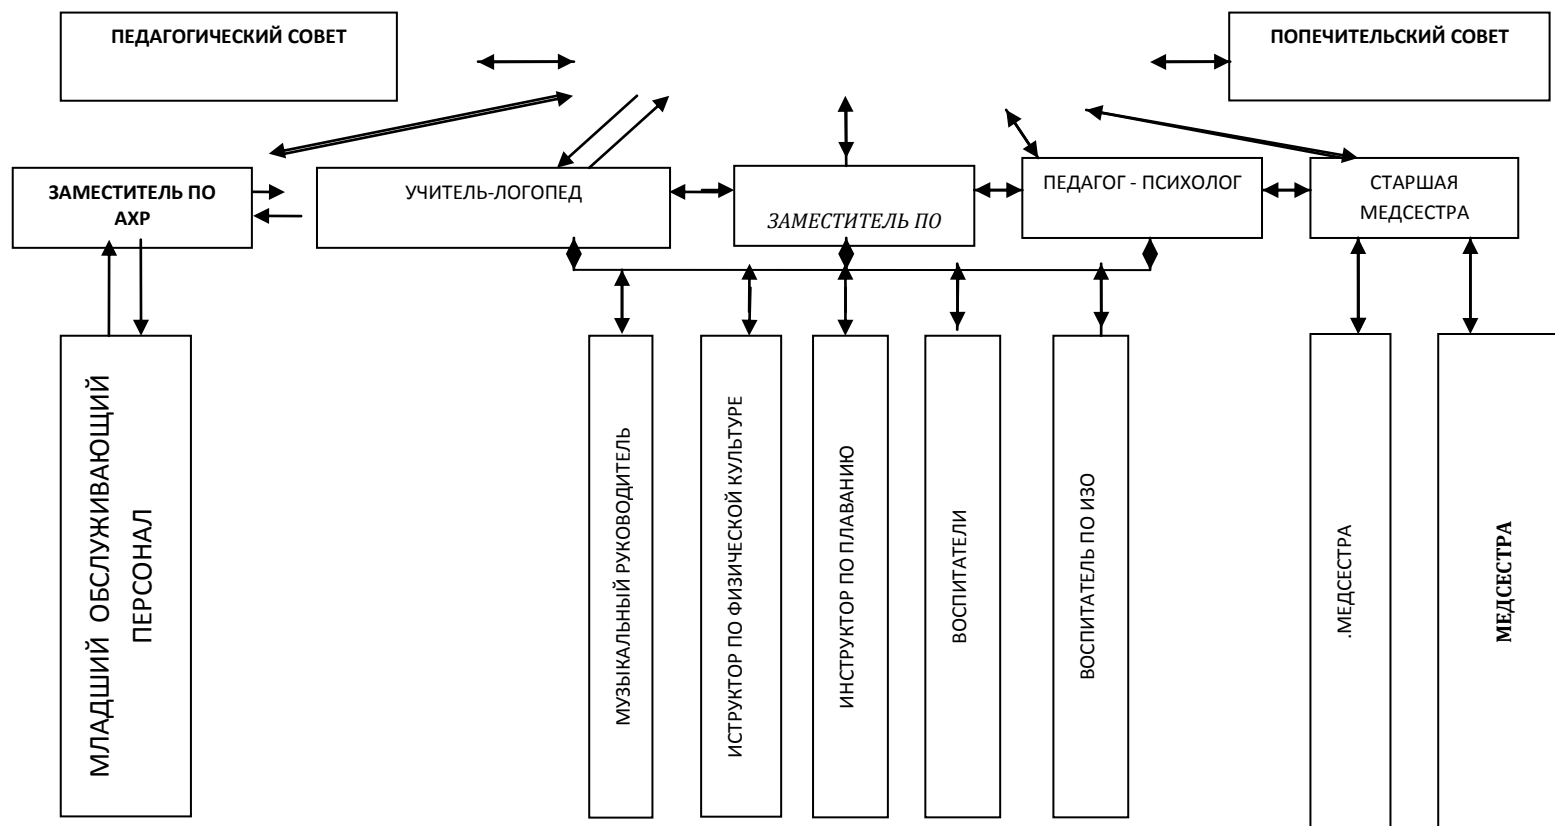 ПЕДАГОГИЧЕСКИЙ СОВЕТ
ПОПЕЧИТЕЛЬСКИЙ СОВЕТ
ЗАМЕСТИТЕЛЬ ПО
АХР
УЧИТЕЛЬ-ЛОГОПЕД
ЗАМЕСТИТЕЛЬ ПО
ПЕДАГОГ - ПСИХОЛОГ
СТАРШАЯ
МЕДСЕСТРА
МЛАДШИЙ ОБСЛУЖИВАЮЩИЙ
ПЕРСОНАЛ
МУЗЫКАЛЬНЫЙ РУКОВОДИТЕЛЬ
ИСТРУКТОР ПО ФИЗИЧЕСКОЙ КУЛЬТУРЕ
ИНСТРУКТОР ПО ПЛАВАНИЮ
ВОСПИТАТЕЛИ
ВОСПИТАТЕЛЬ ПО ИЗО
.МЕДСЕСТРА
МЕДСЕСТРА